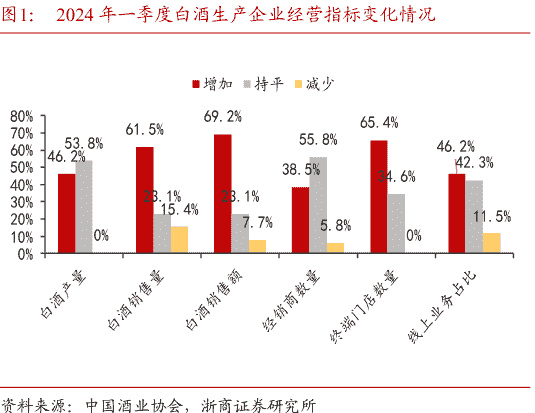 图1： 2024 年一季度白酒生产企业经营指标变化情况
增加 持平 减少
80%
70%
60%
50%
40%
30%
20%
10%
0%
46.2% 53.8% 0%
61.5% 23.1% 15.4%
69.2% 23.1% 7.7%
38.5% 55.8% 5.8%
65.4% 34.6% 0%
46.2% 42.3% 11.5%
白酒产量
白酒销售量
白酒销售额
经销商数量
终端门店数量
线上业务占比
资料来源：中国酒业协会，浙商证券研究所